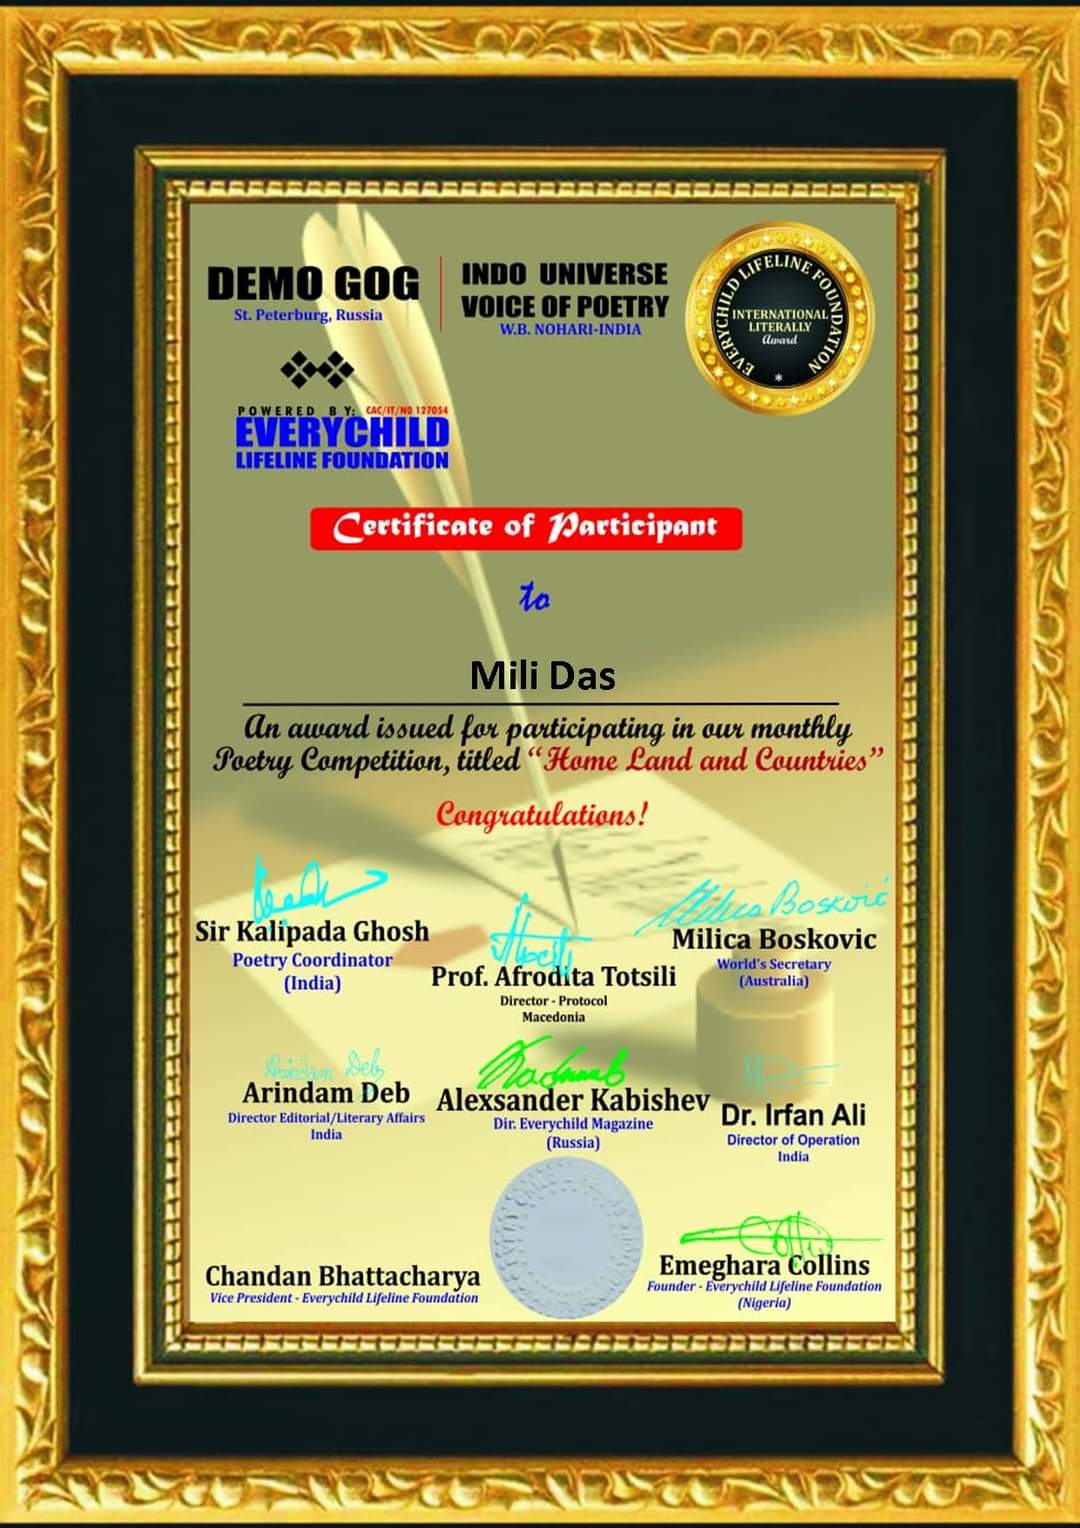 DEMO GOG
St. Peterburg, Russia
INDO UNIVERSE
VOICE OF POETRY
W.B. NOHARI-INDIA
EVERYCHILD LIFELINE FOUNDATION
INTERNATIONAL
LITERALLY
Award
*
POWERED BY: CAC/IT/NO 127054
EVERYCHILD
LIFELINE FOUNDATION
Certificate of Participant
to
Mili Das
An award issued for participating in our monthly
Poetry Competition, titled “Home Land and Countries”
Congratulations!
Sir Kalipada Ghosh
Poetry Coordinator
(India)
Prof. Afrodita Totsili
Director - Protocol
Macedonia
Milica Bosković
Milica Boskovic
World's Secretary
(Australia)
Arindam Deb
Arindam Deb
Director Editorial/Literary Affairs
India
Alexsander Kabishev
Dir. Everychild Magazine
(Russia)
Dr. Irfan Ali
Director of Operation
India
Chandan Bhattacharya
Vice President - Everychild Lifeline Foundation
Emeghara Collins
Founder - Everychild Lifeline Foundation
(Nigeria)